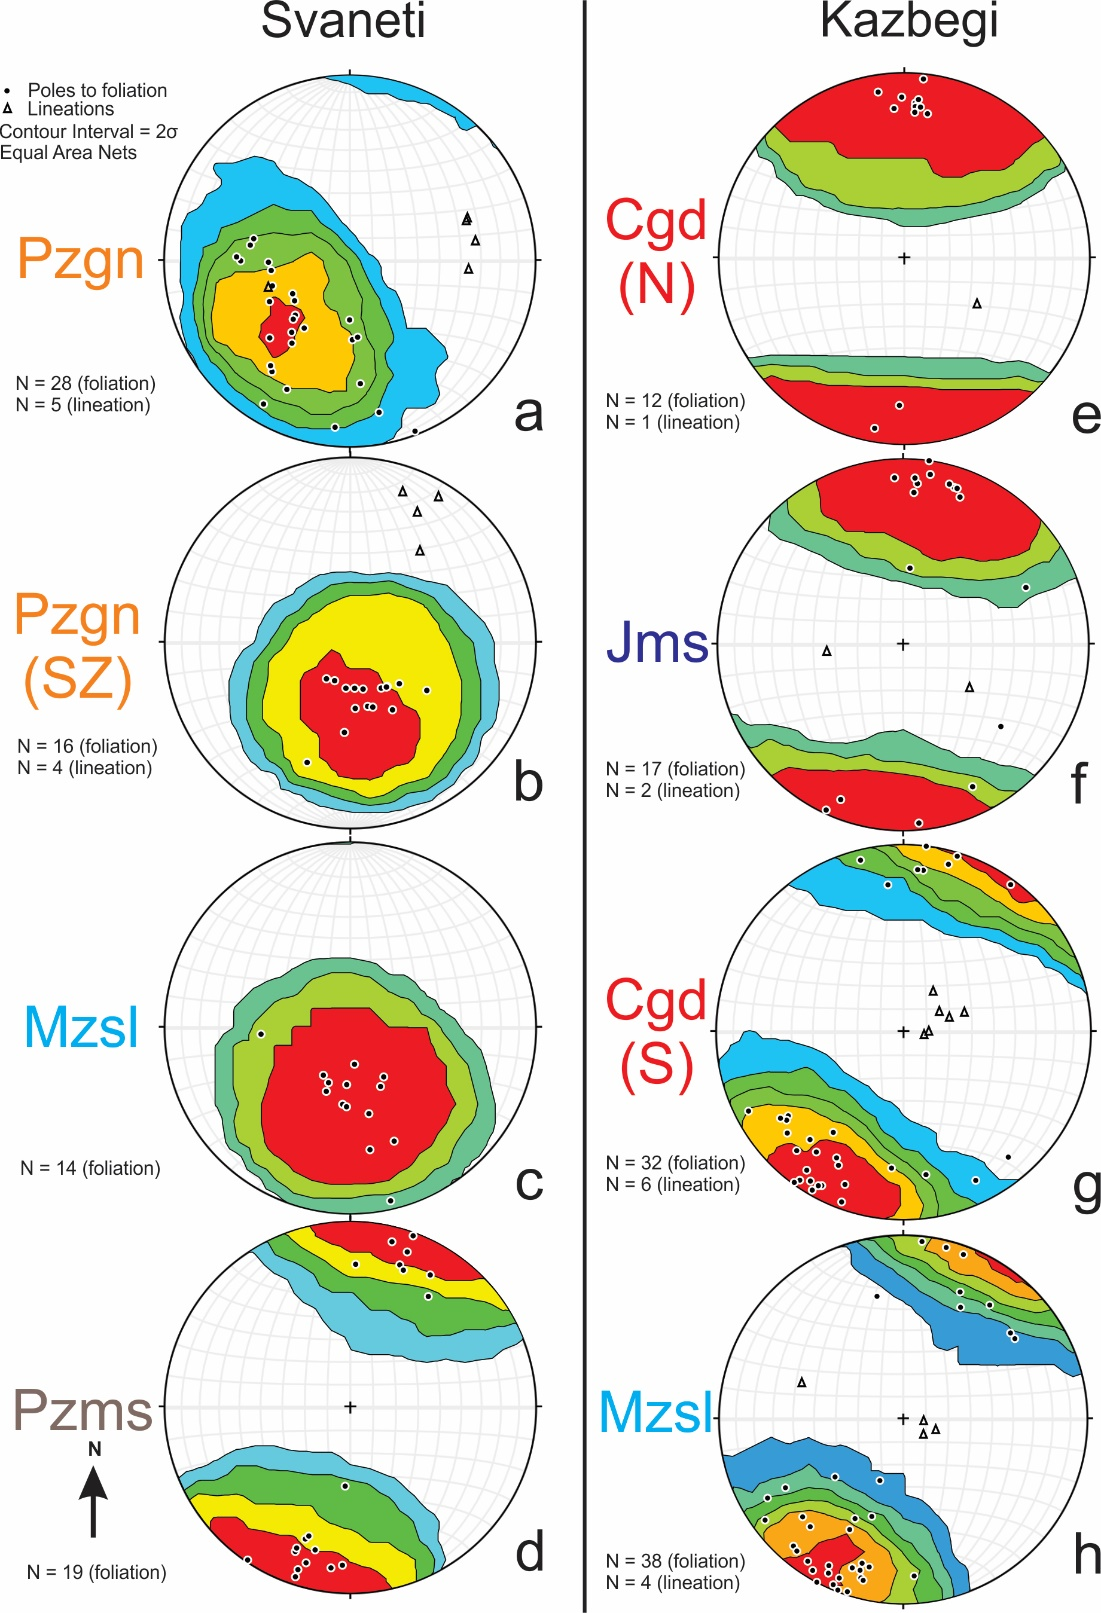 Svaneti
Poles to foliation
Lineations
Contour Interval = 2σ
Equal Area Nets
Pzgn
N = 28 (foliation)
N = 5 (lineation)
a
Pzgn
(SZ)
N = 16 (foliation)
N = 4 (lineation)
b
Mzsl
N = 14 (foliation)
c
Pzms
N
N = 19 (foliation)
d
Kazbegi
Cgd
(N)
N = 12 (foliation)
N = 1 (lineation)
e
Jms
N = 17 (foliation)
N = 2 (lineation)
f
Cgd
(S)
N = 32 (foliation)
N = 6 (lineation)
g
Mzsl
N = 38 (foliation)
N = 4 (lineation)
h